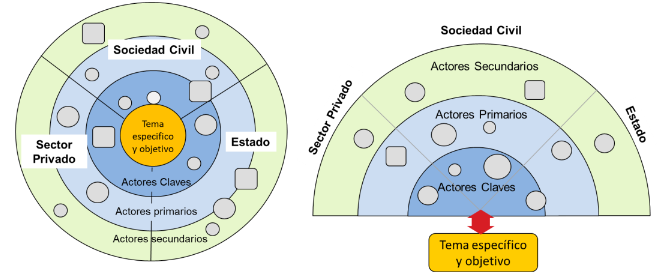 Sociedad Civil
Tema
específico
y objetivo
Sector
Privado
Estado
Actores Claves
Actores primarios
Actores secundarios
Sociedad Civil
Actores Secundarios
Sector Privado
Estado
Actores Primarios
Actores Claves
Tema específico
y objetivo